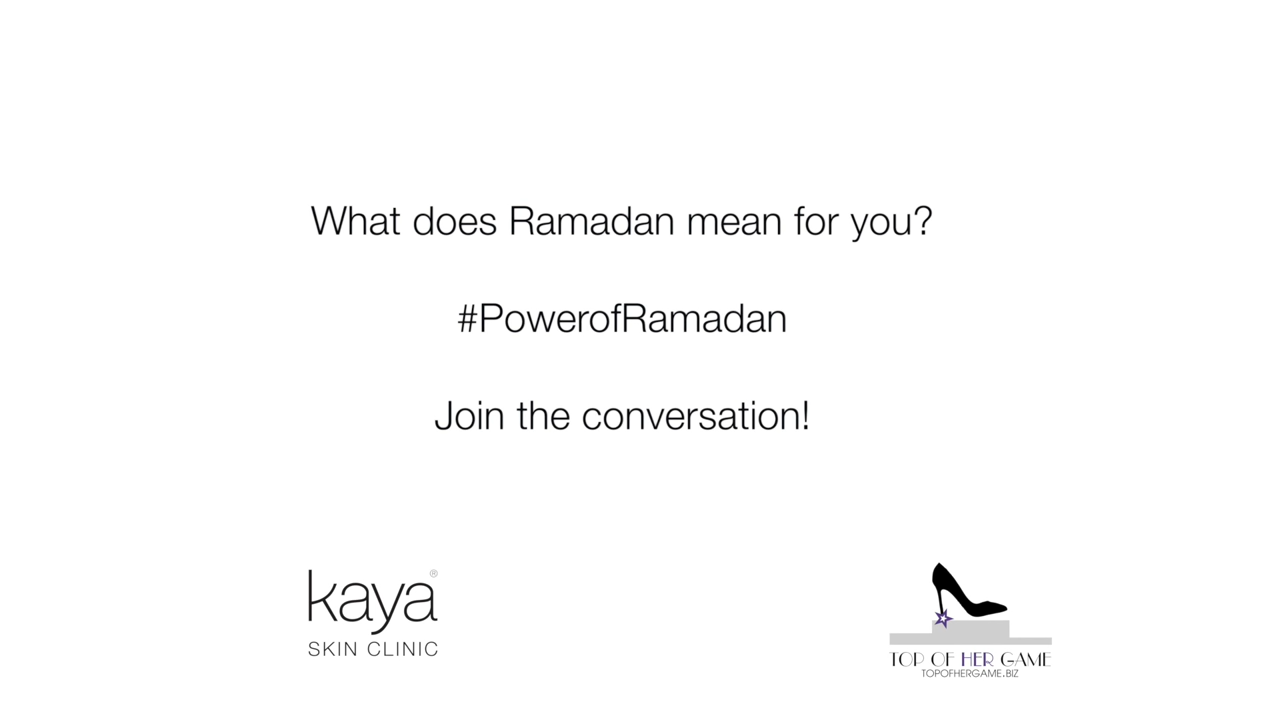 What does Ramadan mean for you?
#PowerofRamadan
Join the conversation!
kaya®
SKIN CLINIC
TOP OF HER GAME
TOPOFHERGAME.BIZ